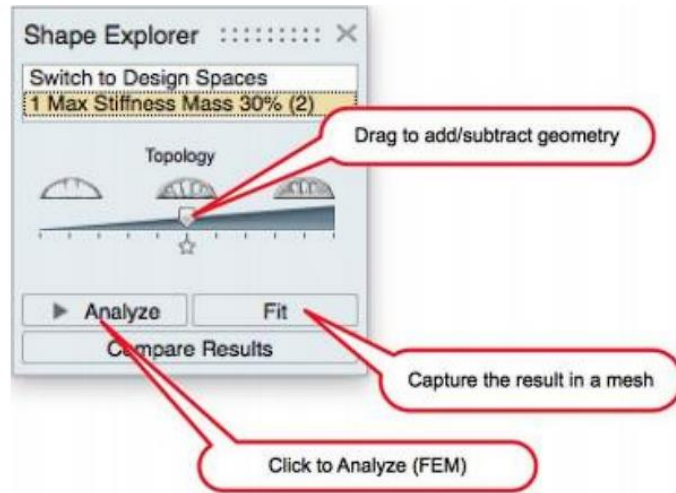 Shape Explorer
Switch to Design Spaces
1 Max Stiffness Mass 30% (2)
Drag to add/subtract geometry
Topology
Analyze
Fit
Compare Results
Capture the result in a mesh
Click to Analyze (FEM)